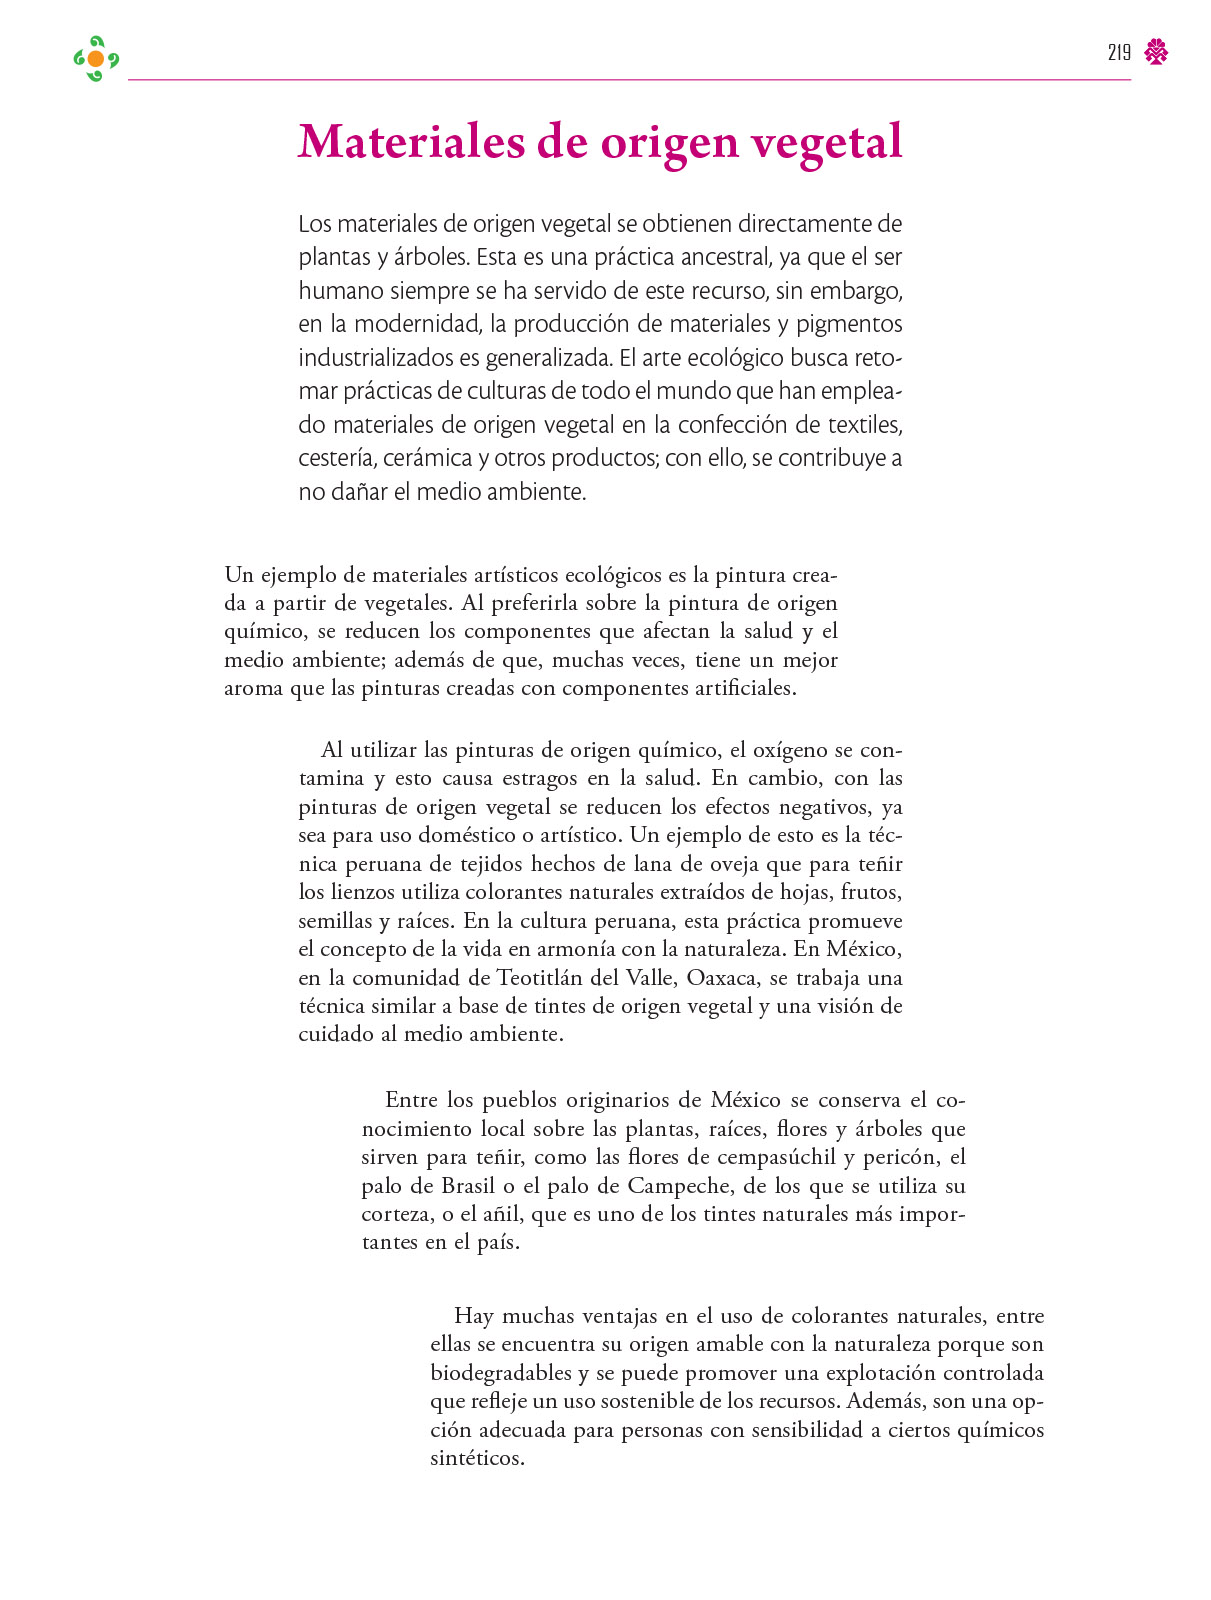 219
Materiales de origen vegetal
Los materiales de origen vegetal se obtienen directamente de
plantas y árboles. Esta es una práctica ancestral, ya que el ser
humano siempre se ha servido de este recurso, sin embargo,
en la modernidad, la producción de materiales y pigmentos
industrializados es generalizada. El arte ecológico busca reto-
mar prácticas de culturas de todo el mundo que han emplea-
do materiales de origen vegetal en la confección de textiles,
cestería, cerámica y otros productos; con ello, se contribuye a
no dañar el medio ambiente.
Un ejemplo de materiales artísticos ecológicos es la pintura crea-
da a partir de vegetales. Al preferirla sobre la pintura de origen
químico, se reducen los componentes que afectan la salud y el
medio ambiente; además de que, muchas veces, tiene un mejor
aroma que las pinturas creadas con componentes artificiales.
Al utilizar las pinturas de origen químico, el oxígeno se con-
tamina y esto causa estragos en la salud. En cambio, con las
pinturas de origen vegetal se reducen los efectos negativos, ya
sea para uso doméstico o artístico. Un ejemplo de esto es la téc-
nica peruana de tejidos hechos de lana de oveja que para teñir
los lienzos utiliza colorantes naturales extraídos de hojas, frutos,
semillas y raíces. En la cultura peruana, esta práctica promueve
el concepto de la vida en armonía con la naturaleza. En México,
en la comunidad de Teotitlán del Valle, Oaxaca, se trabaja una
técnica similar a base de tintes de origen vegetal y una visión de
cuidado al medio ambiente.
Entre los pueblos originarios de México se conserva el co-
nocimiento local sobre las plantas, raíces, flores y árboles que
sirven para teñir, como las flores de cempasúchil y pericón, el
palo de Brasil o el palo de Campeche, de los que se utiliza su
corteza, o el añil, que es uno de los tintes naturales más impor-
tantes en el país.
Hay muchas ventajas en el uso de colorantes naturales, entre
ellas se encuentra su origen amable con la naturaleza porque son
biodegradables y se puede promover una explotación controlada
que refleje un uso sostenible de los recursos. Además, son una op-
ción adecuada para personas con sensibilidad a ciertos químicos
sintéticos.